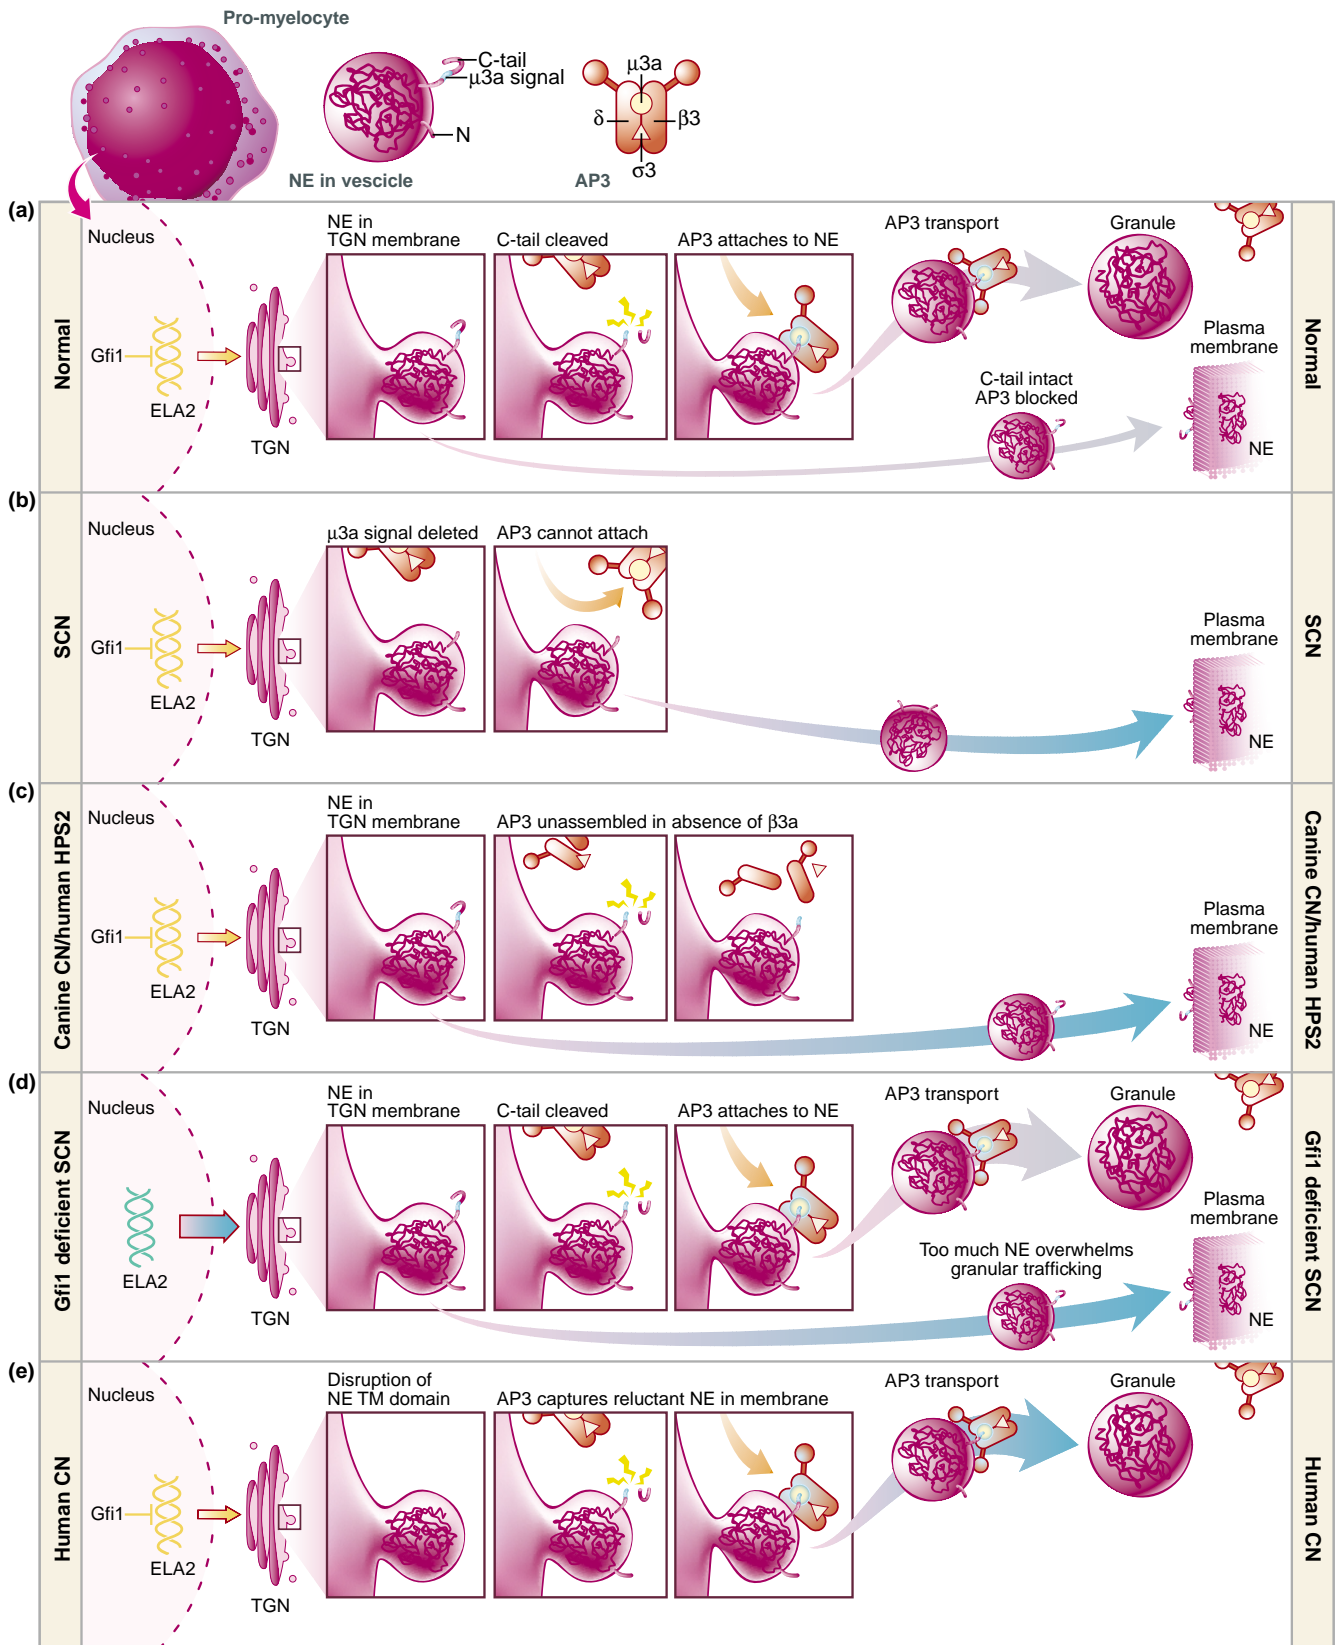 Pro-myelocyte
C-tail
μ3a signal
N
NE in vescicle
μ3a
δ
β3
σ3
AP3
(a)
Normal
Nucleus
Gfi1
ELA2
TGN
NE in
TGN membrane
C-tail cleaved
AP3 attaches to NE
AP3 transport
Granule
C-tail intact
AP3 blocked
Plasma
membrane
NE
Normal
(b)
SCN
Nucleus
Gfi1
ELA2
TGN
μ3a signal deleted
AP3 cannot attach
Plasma
membrane
NE
SCN
(c)
Canine CN/human HPS2
Nucleus
Gfi1
ELA2
TGN
NE in
TGN membrane
AP3 unassembled in absence of β3a
Plasma
membrane
NE
Canine CN/human HPS2
(d)
Gfi1 deficient SCN
Nucleus
ELA2
TGN
NE in
TGN membrane
C-tail cleaved
AP3 attaches to NE
AP3 transport
Granule
Too much NE overwhelms
granular trafficking
Plasma
membrane
NE
Gfi1 deficient SCN
(e)
Human CN
Nucleus
Gfi1
ELA2
TGN
Disruption of
NE TM domain
AP3 captures reluctant NE in membrane
AP3 transport
Granule
Human CN